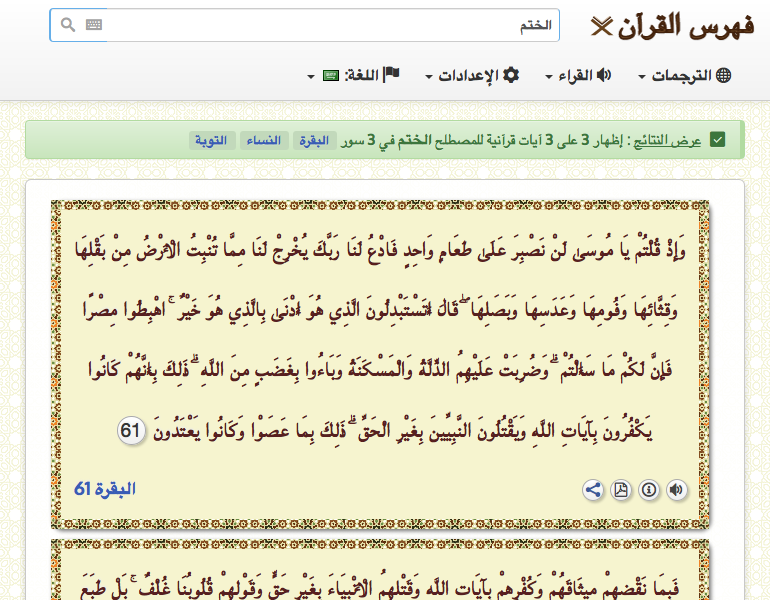 فهرس القرآن
الختم
الترجمات
القراء
الإعدادات
اللغة:
عرض النتائج : إظهار 3 على 3 آيات قرآنية للمصطلح الختم في 3 سور البقرة النساء التوبة
وَإِذْ قُلْتُمْ يَا مُوسَىٰ لَنْ نَصْبِرَ عَلَىٰ طَعَامٍ وَاحِدٍ فَادْعُ لَنَا رَبَّكَ يُخْرِجْ لَنَا مِمَّا تُنْبِتُ الْأَرْضُ مِنْ بَقْلِهَا
وَقِثَّائِهَا وَفُومِهَا وَعَدَسِهَا وَبَصَلِهَا ۖ قَالَ أَتَسْتَبْدِلُونَ الَّذِي هُوَ أَدْنَىٰ بِالَّذِي هُوَ خَيْرٌ ۚ اهْبِطُوا مِصْرًا
فَإِنَّ لَكُمْ مَا سَأَلْتُمْ ۗ وَضُرِبَتْ عَلَيْهِمُ الذِّلَّةُ وَالْمَسْكَنَةُ وَبَاءُوا بِغَضَبٍ مِنَ اللَّهِ ۗ ذَٰلِكَ بِأَنَّهُمْ كَانُوا
يَكْفُرُونَ بِآيَاتِ اللَّهِ وَيَقْتُلُونَ النَّبِيِّينَ بِغَيْرِ الْحَقِّ ۗ ذَٰلِكَ بِمَا عَصَوْا وَكَانُوا يَعْتَدُونَ 61
البقرة 61
فَبِمَا نَقْضِهِمْ مِيثَاقَهُمْ وَكُفْرِهِمْ بِآيَاتِ اللَّهِ وَقَتْلِهِمُ الْأَنْبِيَاءَ بِغَيْرِ حَقٍّ وَقَوْلِهِمْ قُلُوبُنَا غُلْفٌ ۚ بَلْ طَبَعَ